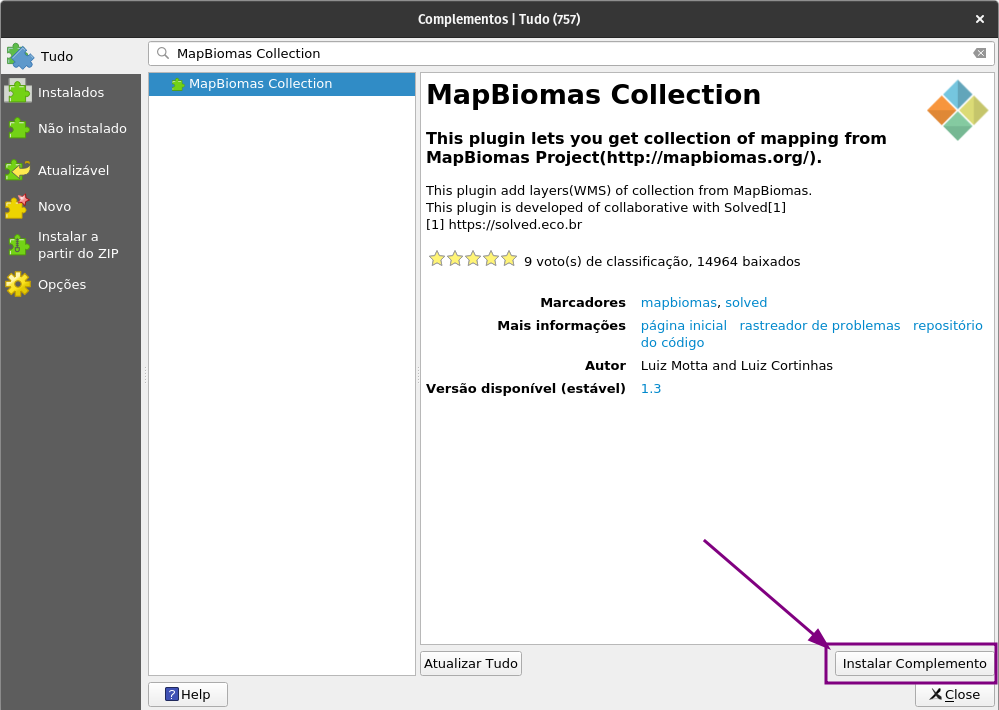 Complementos | Tudo (757)
Tudo
Instalados
Não instalado
Atualizável
Novo
Instalar a
partir do ZIP
Opções
MapBiomas Collection
MapBiomas Collection
MapBiomas Collection
This plugin lets you get collection of mapping from
MapBiomas Project(http://mapbiomas.org/).
This plugin add layers(WMS) of collection from MapBiomas.
This plugin is developed of collaborative with Solved[1]
[1] https://solved.eco.br
9 voto(s) de classificação, 14964 baixados
Marcadores mapbiomas, solved
Mais informações página inicial rastreador de problemas repositório
do código
Autor Luiz Motta and Luiz Cortinhas
Versão disponível (estável) 1.3
Atualizar Tudo Instalar Complemento
? Help Close